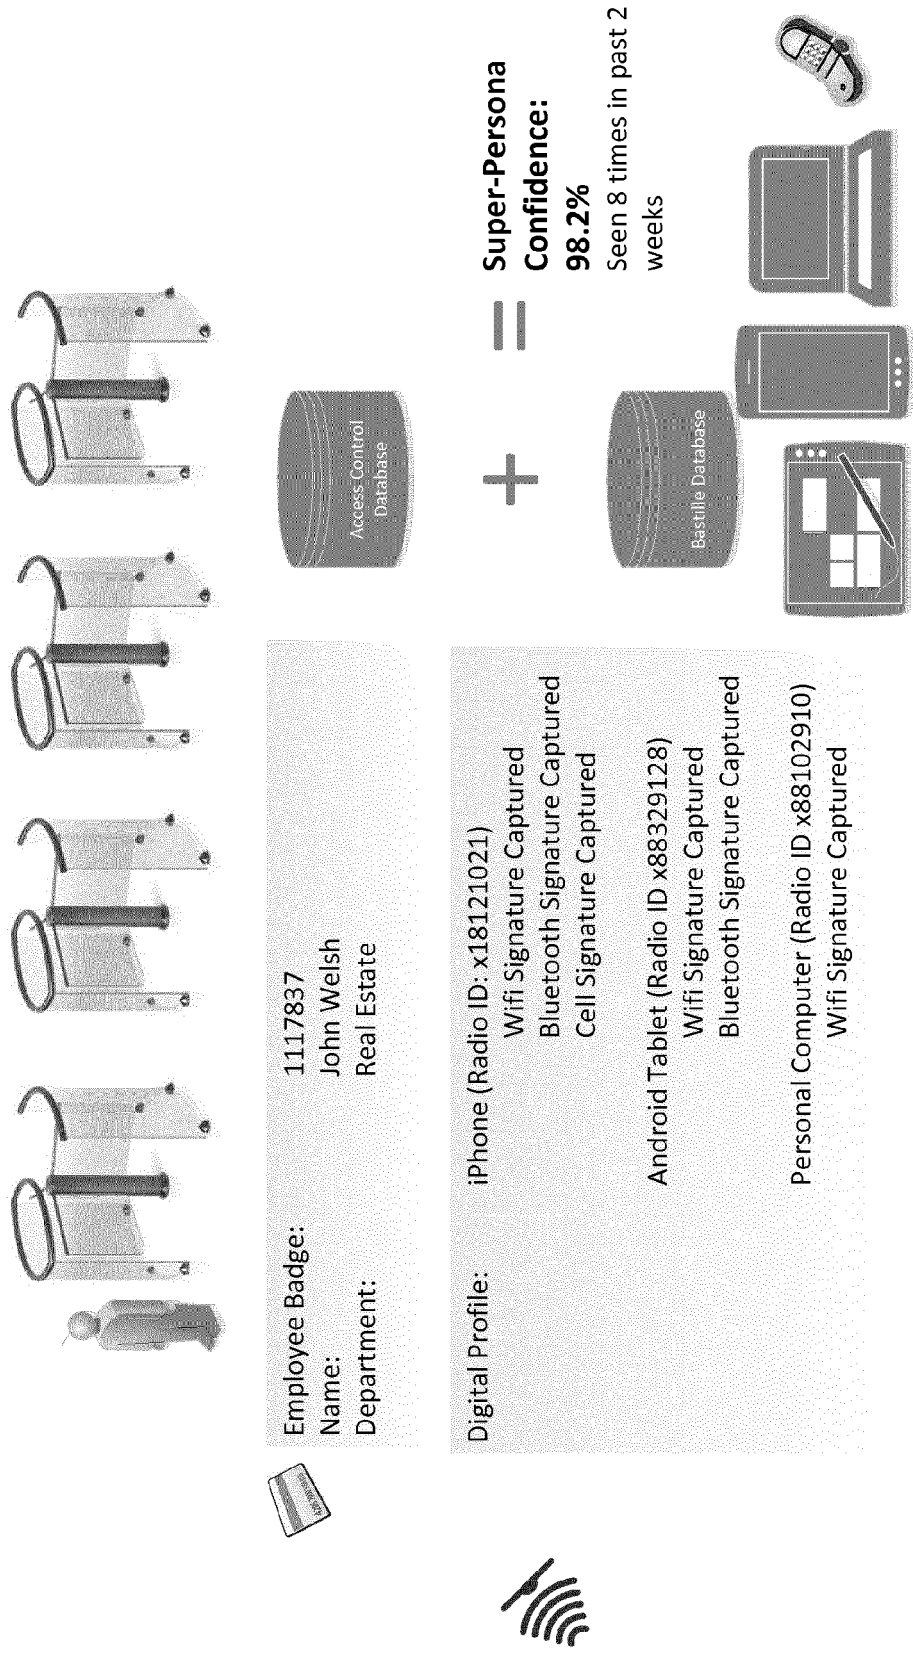 Employee Badge: 1117837
Name: John Welsh
Department: Real Estate
Access Control
Database
Digital Profile: iPhone (Radio ID: x18121021)
Wifi Signature Captured
Bluetooth Signature Captured
Cell Signature Captured
Android Tablet (Radio ID x88329128)
Wifi Signature Captured
Bluetooth Signature Captured
Personal Computer (Radio ID x88102910)
Wifi Signature Captured
+
Bastille Database
=
Super-Persona
Confidence:
98.2%
Seen 8 times in past 2
weeks